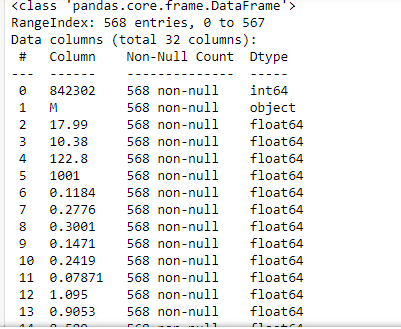 <class 'pandas.core.frame.DataFrame'>
RangeIndex: 568 entries, 0 to 567
Data columns (total 32 columns):
#   Column   Non-Null Count   Dtype
---  ------   --------------   -----
0   842302   568 non-null   int64
1   M   568 non-null   object
2   17.99   568 non-null   float64
3   10.38   568 non-null   float64
4   122.8   568 non-null   float64
5   1001   568 non-null   float64
6   0.1184   568 non-null   float64
7   0.2776   568 non-null   float64
8   0.3001   568 non-null   float64
9   0.1471   568 non-null   float64
10   0.2419   568 non-null   float64
11   0.07871   568 non-null   float64
12   1.095   568 non-null   float64
13   0.9053   568 non-null   float64